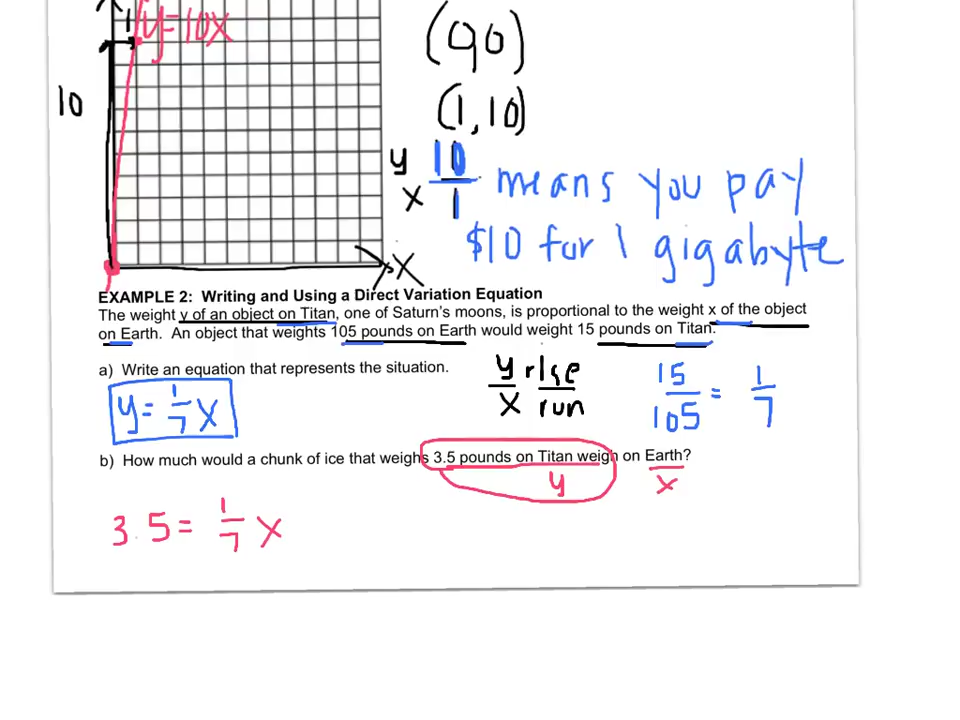 1 y=10x
(0,0)
10
(1,10)
y 10
x 1 means you pay
$10 for 1 gigabyte
x
EXAMPLE 2: Writing and Using a Direct Variation Equation
The weight y of an object on Titan, one of Saturn's moons, is proportional to the weight x of the object
on Earth. An object that weights 105 pounds on Earth would weight 15 pounds on Titan.
a) Write an equation that represents the situation.
y = 1/7 x
y/x rise/run
15/105 = 1/7
b) How much would a chunk of ice that weighs 3.5 pounds on Titan weigh on Earth?
y x
3.5 = 1/7 x